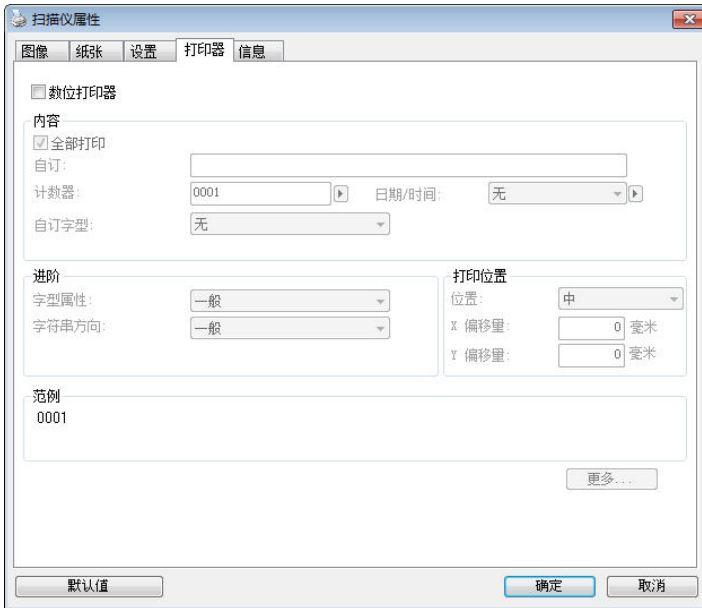 扫描仪属性
图像 纸张 设置 打印器 信息
数位打印器
内容
全部打印
自订:
计数器: 0001 日期/时间: 无
自订字型: 无
进阶
字型属性: 一般
字符串方向: 一般
打印位置
位置: 中
X 偏移量: 0 毫米
Y 偏移量: 0 毫米
范例
0001
更多...
默认值 确定 取消